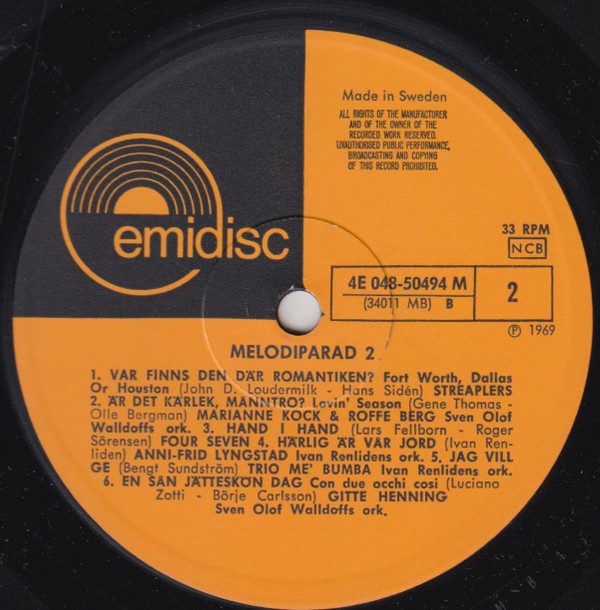 Made in Sweden
ALL RIGHTS OF THE MANUFACTURER
AND OF THE OWNER OF THE
RECORDED WORK RESERVED.
UNAUTHORISED PUBLIC PERFORMANCE,
BROADCASTING AND COPYING
OF THIS RECORD PROHIBITED.
emidisc
33 RPM
NCB
4E 048-50494 M
(34011 MB) B
2
℗ 1969
MELODIPARAD 2
1. VAR FINNS DEN DÄR ROMANTIKEN? Fort Worth, Dallas
Or Houston (John D. Loudermilk - Hans Sidén) STREAPLERS
2. ÄR DET KÄRLEK, MANNTRO? Lovin' Season (Gene Thomas -
Olle Bergman) MARIANNE KOCK & ROFFE BERG Sven Olof
Walldoffs ork. 3. HAND I HAND (Lars Fellborn - Roger
Sörensen) FOUR SEVEN 4. HÄRLIG ÄR VAR JORD (Ivan Ren-
liden) ANNI-FRID LYNGSTAD Ivan Renlidens ork. 5. JAG VILL
GE (Bengt Sundström) TRIO ME' BUMBA Ivan Renlidens ork.
6. EN SAN JÄTTESKÖN DAG Con due occhi cosi (Luciano
Zotti - Börje Carlsson) GITTE HENNING
Sven Olof Walldoffs ork.